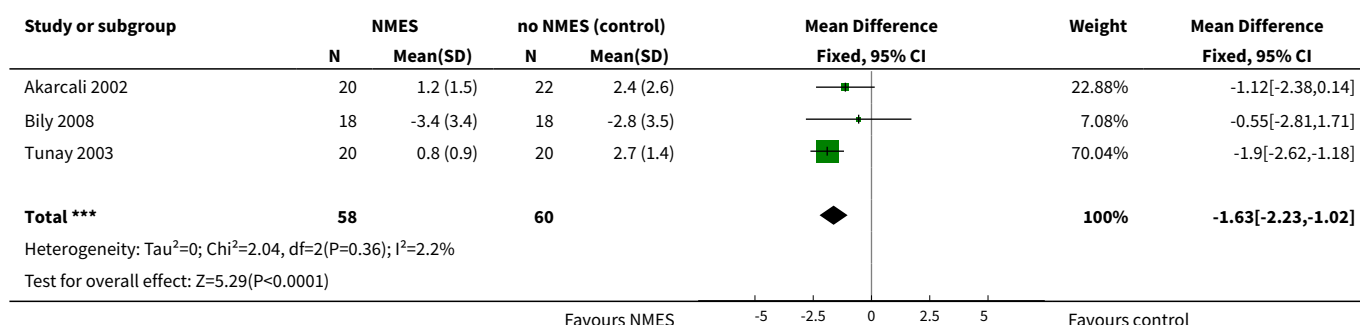 Study or subgroup NMES no NMES (control) Mean Difference Weight Mean Difference
N Mean(SD) N Mean(SD) Fixed, 95% CI Fixed, 95% CI
Akarcali 2002 20 1.2 (1.5) 22 2.4 (2.6) 22.88% -1.12[-2.38,0.14]
Bily 2008 18 -3.4 (3.4) 18 -2.8 (3.5) 7.08% -0.55[-2.81,1.71]
Tunay 2003 20 0.8 (0.9) 20 2.7 (1.4) 70.04% -1.9[-2.62,-1.18]
Total *** 58 60 100% -1.63[-2.23,-1.02]
Heterogeneity: Tau²=0; Chi²=2.04, df=2(P=0.36); I²=2.2%
Test for overall effect: Z=5.29(P<0.0001)
Favours NMES -5 -2.5 0 2.5 5 Favours control